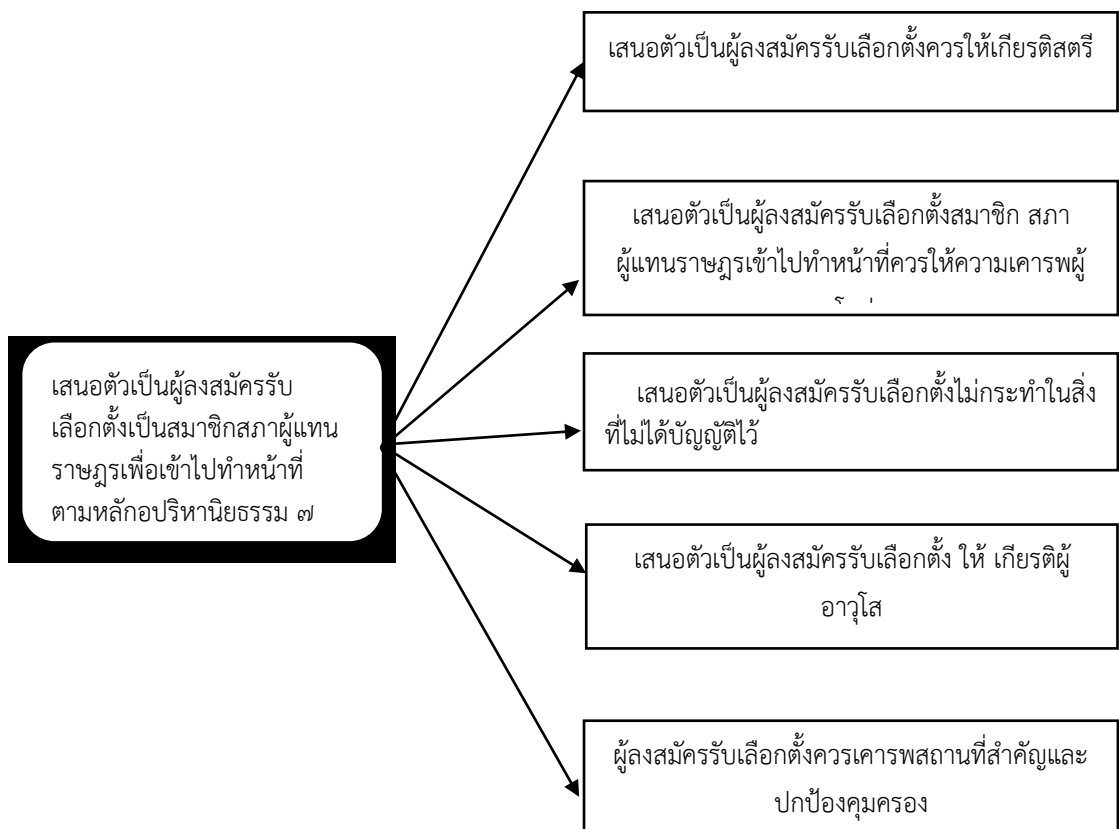 เสนอตัวเป็นผู้ลงสมัครรับเลือกตั้งควรให้เกียรติสตรี
เสนอตัวเป็นผู้ลงสมัครรับเลือกตั้งสมาชิก สภา
ผู้แทนราษฎรเข้าไปทำหน้าที่ควรให้ความเคารพผู้
เสนอตัวเป็นผู้ลงสมัครรับ
เลือกตั้งเป็นสมาชิกสภาผู้แทน
ราษฎรเพื่อเข้าไปทำหน้าที่
ตามหลักอปริหานิยธรรม ๗
เสนอตัวเป็นผู้ลงสมัครรับเลือกตั้งไม่กระทำในสิ่ง
ที่ไม่ได้บัญญัติไว้
เสนอตัวเป็นผู้ลงสมัครรับเลือกตั้ง ให้ เกียรติผู้
อาวุโส
ผู้ลงสมัครรับเลือกตั้งควรเคารพสถานที่สำคัญและ
ปกป้องคุมครอง